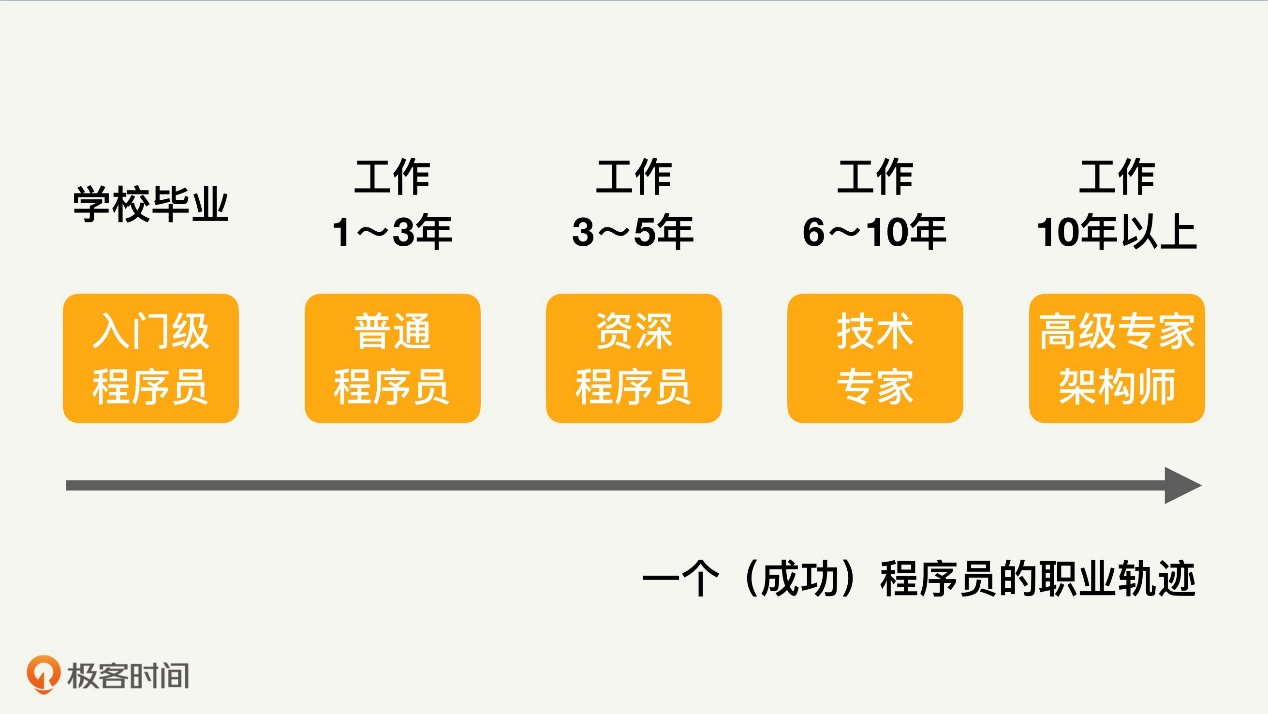 学校毕业
工作
1～3年
工作
3～5年
工作
6～10年
工作
10年以上
入门级
程序员
普通
程序员
资深
程序员
技术
专家
高级专家
架构师
一个（成功）程序员的职业轨迹
极客时间